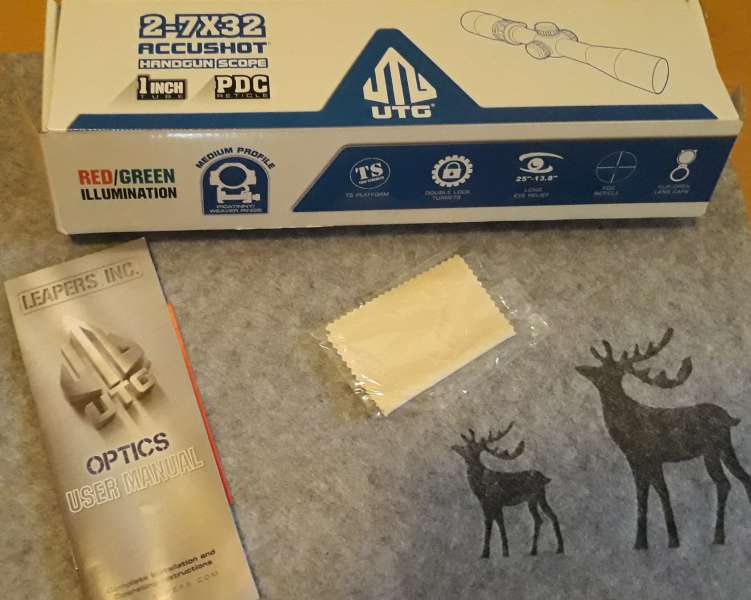 2-7X32
ACCUSHOT®
HANDGUN SCOPE
1 INCH
TUBE
PDC
RETICLE
UTG®
RED/GREEN
ILLUMINATION
MEDIUM PROFILE
PICATINNY/
WEAVER RINGS
TS
TS PLATFORM
DOUBLE LOCK
TURRETS
25"-13.8"
LONG
EYE RELIEF
PDC
RETICLE
FLIP-OPEN
LENS CAPS
LEAPERS, INC.
UTG
OPTICS
USER MANUAL
Complete Installation and
Operating Instructions